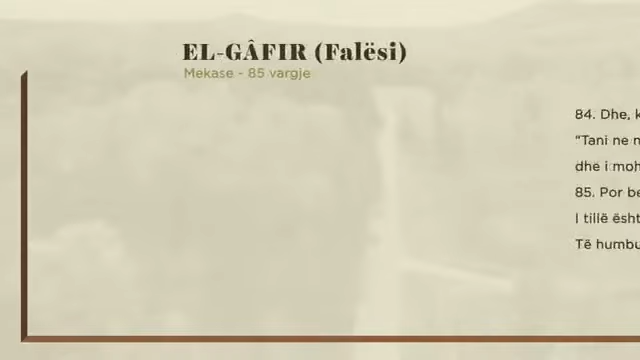 EL-GÂFIR (Falësi)
Mekase - 85 vargje
84. Dhe,
“Tani ne
dhe i
85. Por
I tillë
Të